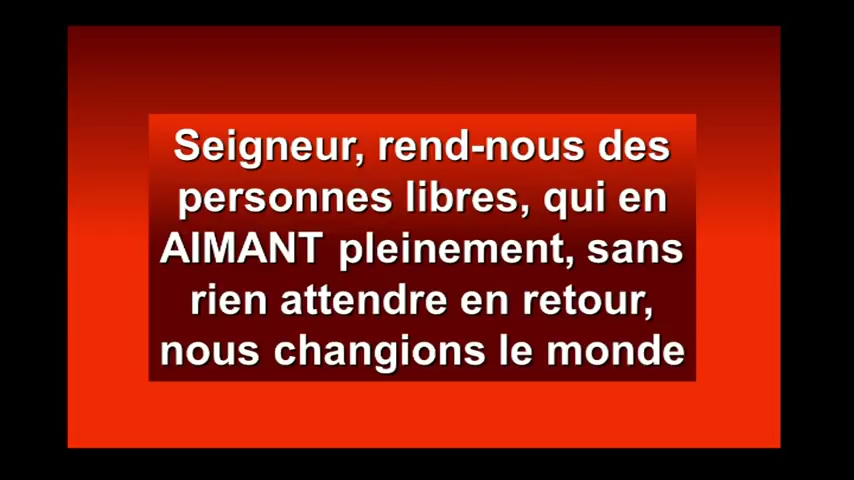 Seigneur, rend-nous des
personnes libres, qui en
AIMANT pleinement, sans
rien attendre en retour,
nous changions le monde